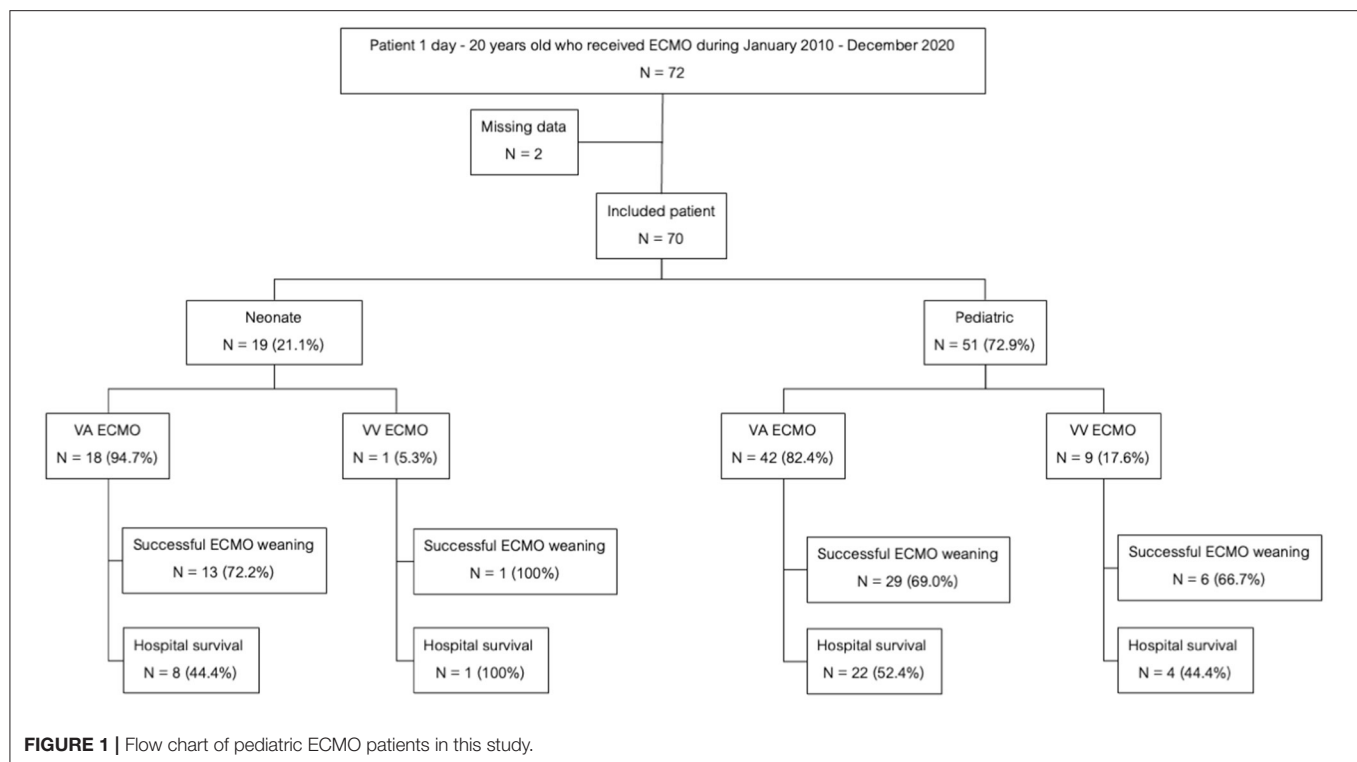 Patient 1 day - 20 years old who received ECMO during January 2010 - December 2020
N = 72
Missing data
N = 2
Included patient
N = 70
Neonate
N = 19 (21.1%)
Pediatric
N = 51 (72.9%)
VA ECMO
N = 18 (94.7%)
VV ECMO
N = 1 (5.3%)
VA ECMO
N = 42 (82.4%)
VV ECMO
N = 9 (17.6%)
Successful ECMO weaning
N = 13 (72.2%)
Successful ECMO weaning
N = 1 (100%)
Successful ECMO weaning
N = 29 (69.0%)
Successful ECMO weaning
N = 6 (66.7%)
Hospital survival
N = 8 (44.4%)
Hospital survival
N = 1 (100%)
Hospital survival
N = 22 (52.4%)
Hospital survival
N = 4 (44.4%)
FIGURE 1 | Flow chart of pediatric ECMO patients in this study.